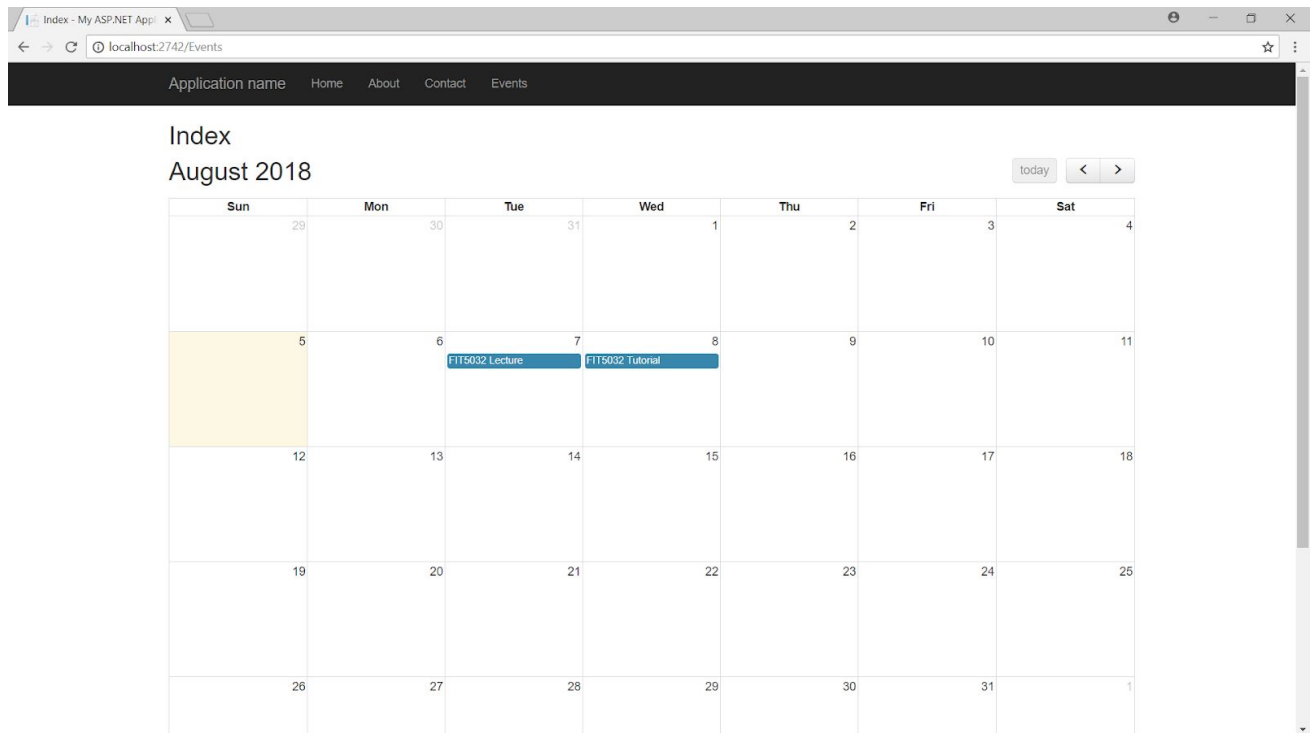 Index - My ASP.NET Appl
localhost:2742/Events
Application name Home About Contact Events
Index
August 2018
today
Sun Mon Tue Wed Thu Fri Sat
29 30 31 1 2 3 4
5 6 7 8 9 10 11
FIT5032 Lecture FIT5032 Tutorial
12 13 14 15 16 17 18
19 20 21 22 23 24 25
26 27 28 29 30 31 1